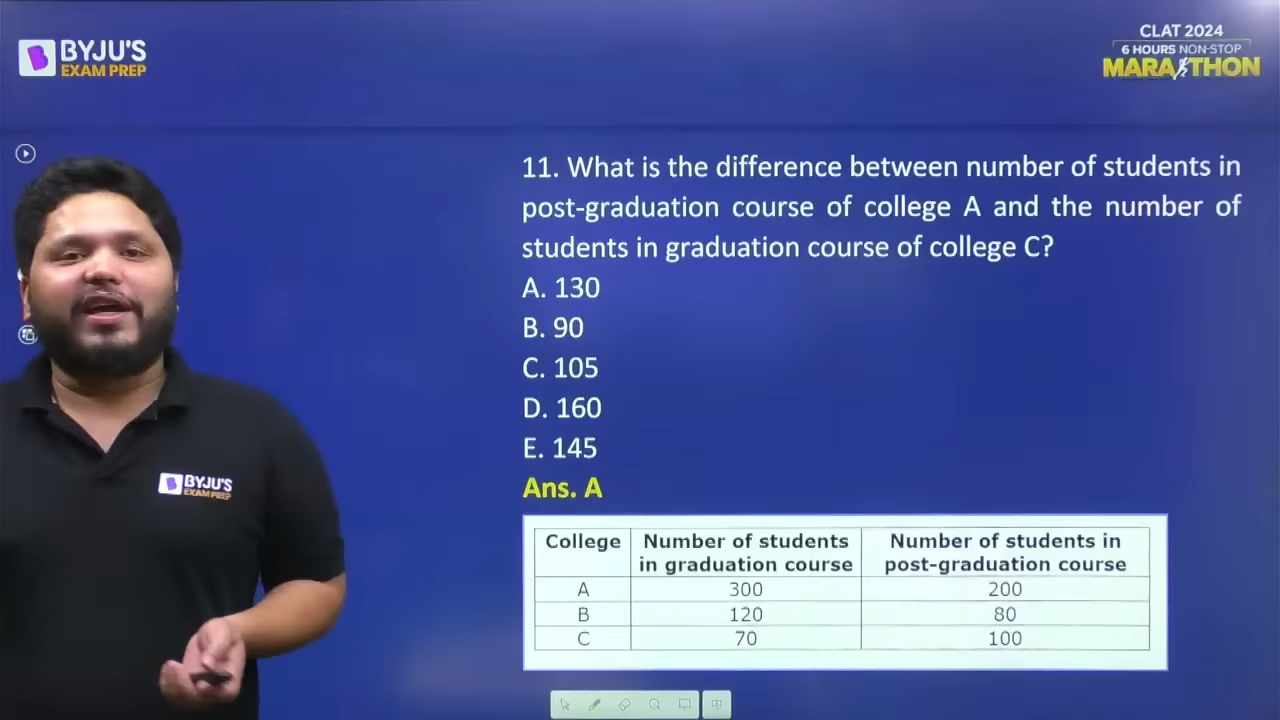 BYJU'S
EXAM PREP
CLAT 2024
6 HOURS NON-STOP
MARATHON
11. What is the difference between number of students in
post-graduation course of college A and the number of
students in graduation course of college C?
A. 130
B. 90
C. 105
D. 160
E. 145
Ans. A
BYJU'S
EXAM PREP
College Number of students in graduation course Number of students in post-graduation course
A 300 200
B 120 80
C 70 100